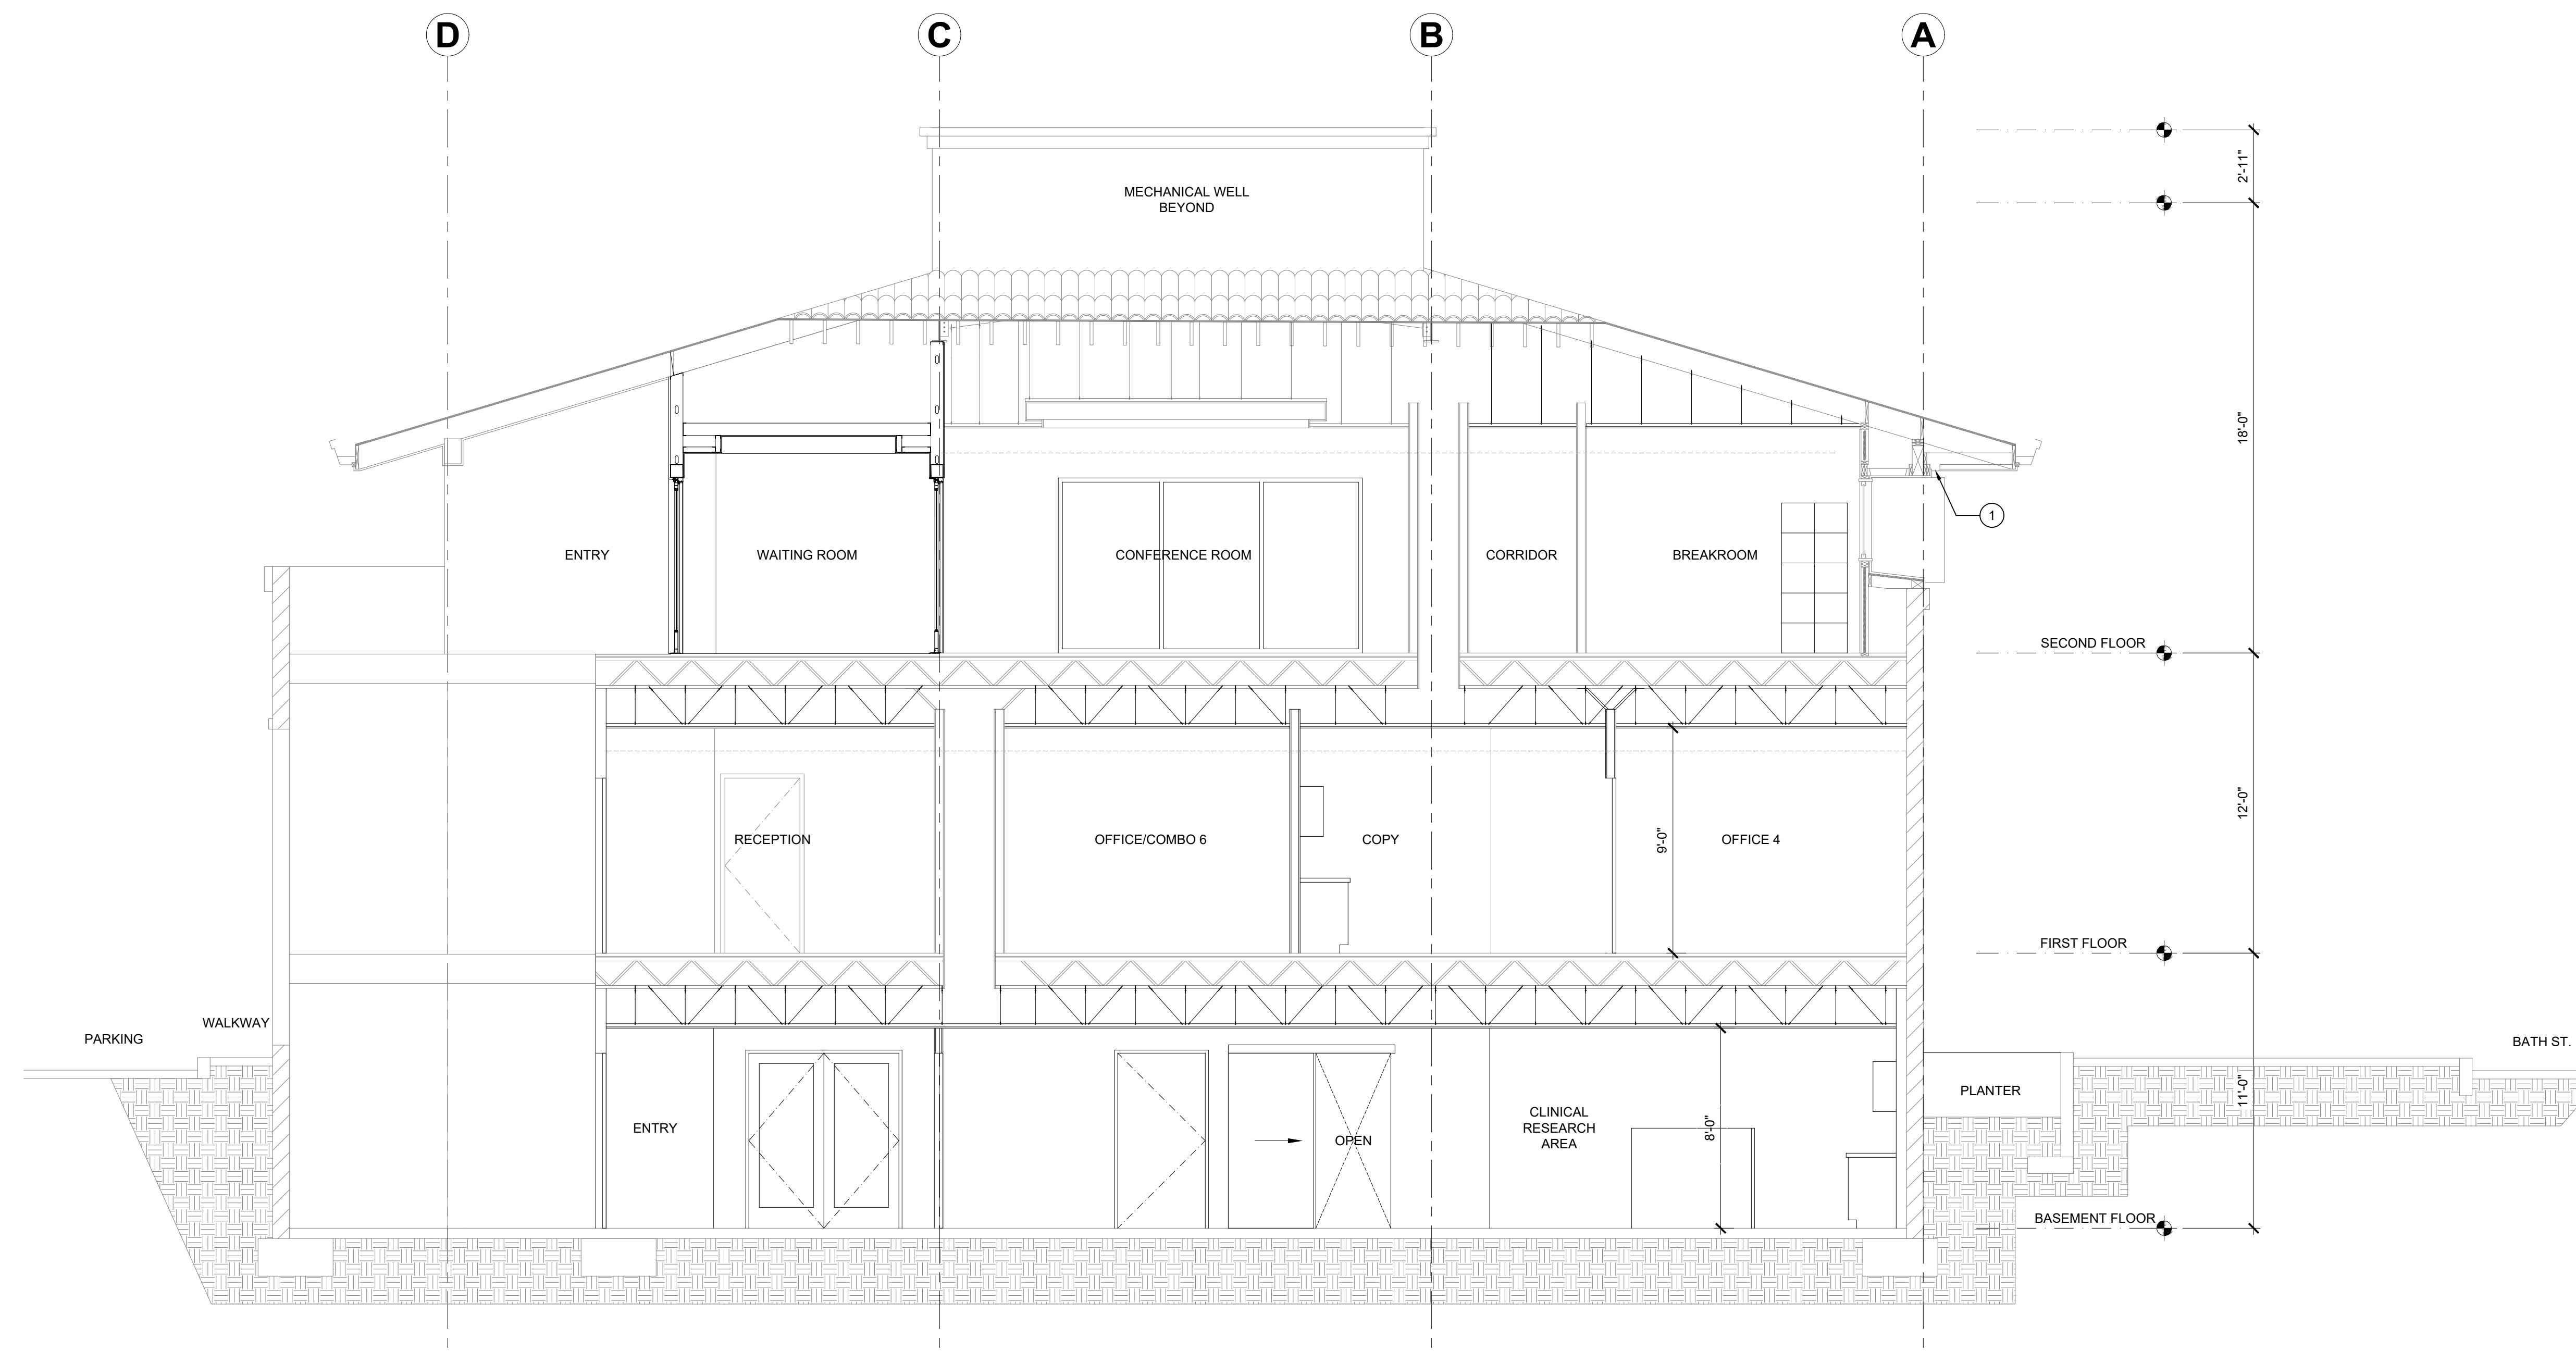 D
C
B
A
MECHANICAL WELL
BEYOND
2'-11"
18'-0"
1
ENTRY
WAITING ROOM
CONFERENCE ROOM
CORRIDOR
BREAKROOM
SECOND FLOOR
12'-0"
RECEPTION
OFFICE/COMBO 6
COPY
9'-0"
OFFICE 4
FIRST FLOOR
PARKING
WALKWAY
BATH ST.
PLANTER
11'-0"
ENTRY
OPEN
CLINICAL
RESEARCH
AREA
8'-0"
BASEMENT FLOOR